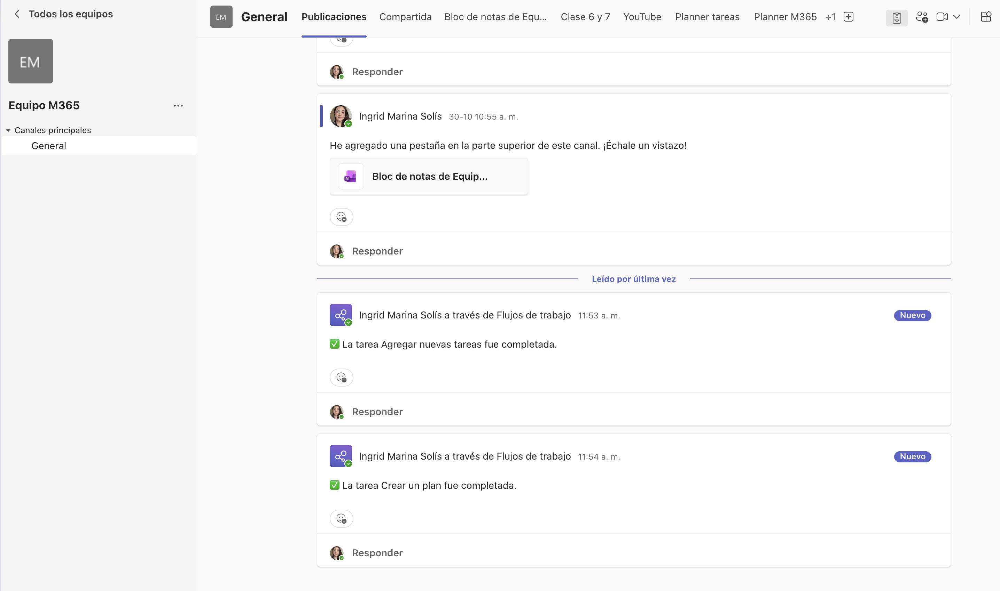 Todos los equipos
EM
Equipo M365
Canales principales
General
EM
General
Publicaciones
Compartida
Bloc de notas de Equ...
Clase 6 y 7
YouTube
Planner tareas
Planner M365
+1
Responder
Ingrid Marina Solís 30-10 10:55 a. m.
He agregado una pestaña en la parte superior de este canal. ¡Échale un vistazo!
N
Bloc de notas de Equip...
Responder
Leído por última vez
Ingrid Marina Solís a través de Flujos de trabajo 11:53 a. m.
Nuevo
✅ La tarea Agregar nuevas tareas fue completada.
Responder
Ingrid Marina Solís a través de Flujos de trabajo 11:54 a. m.
Nuevo
✅ La tarea Crear un plan fue completada.
Responder